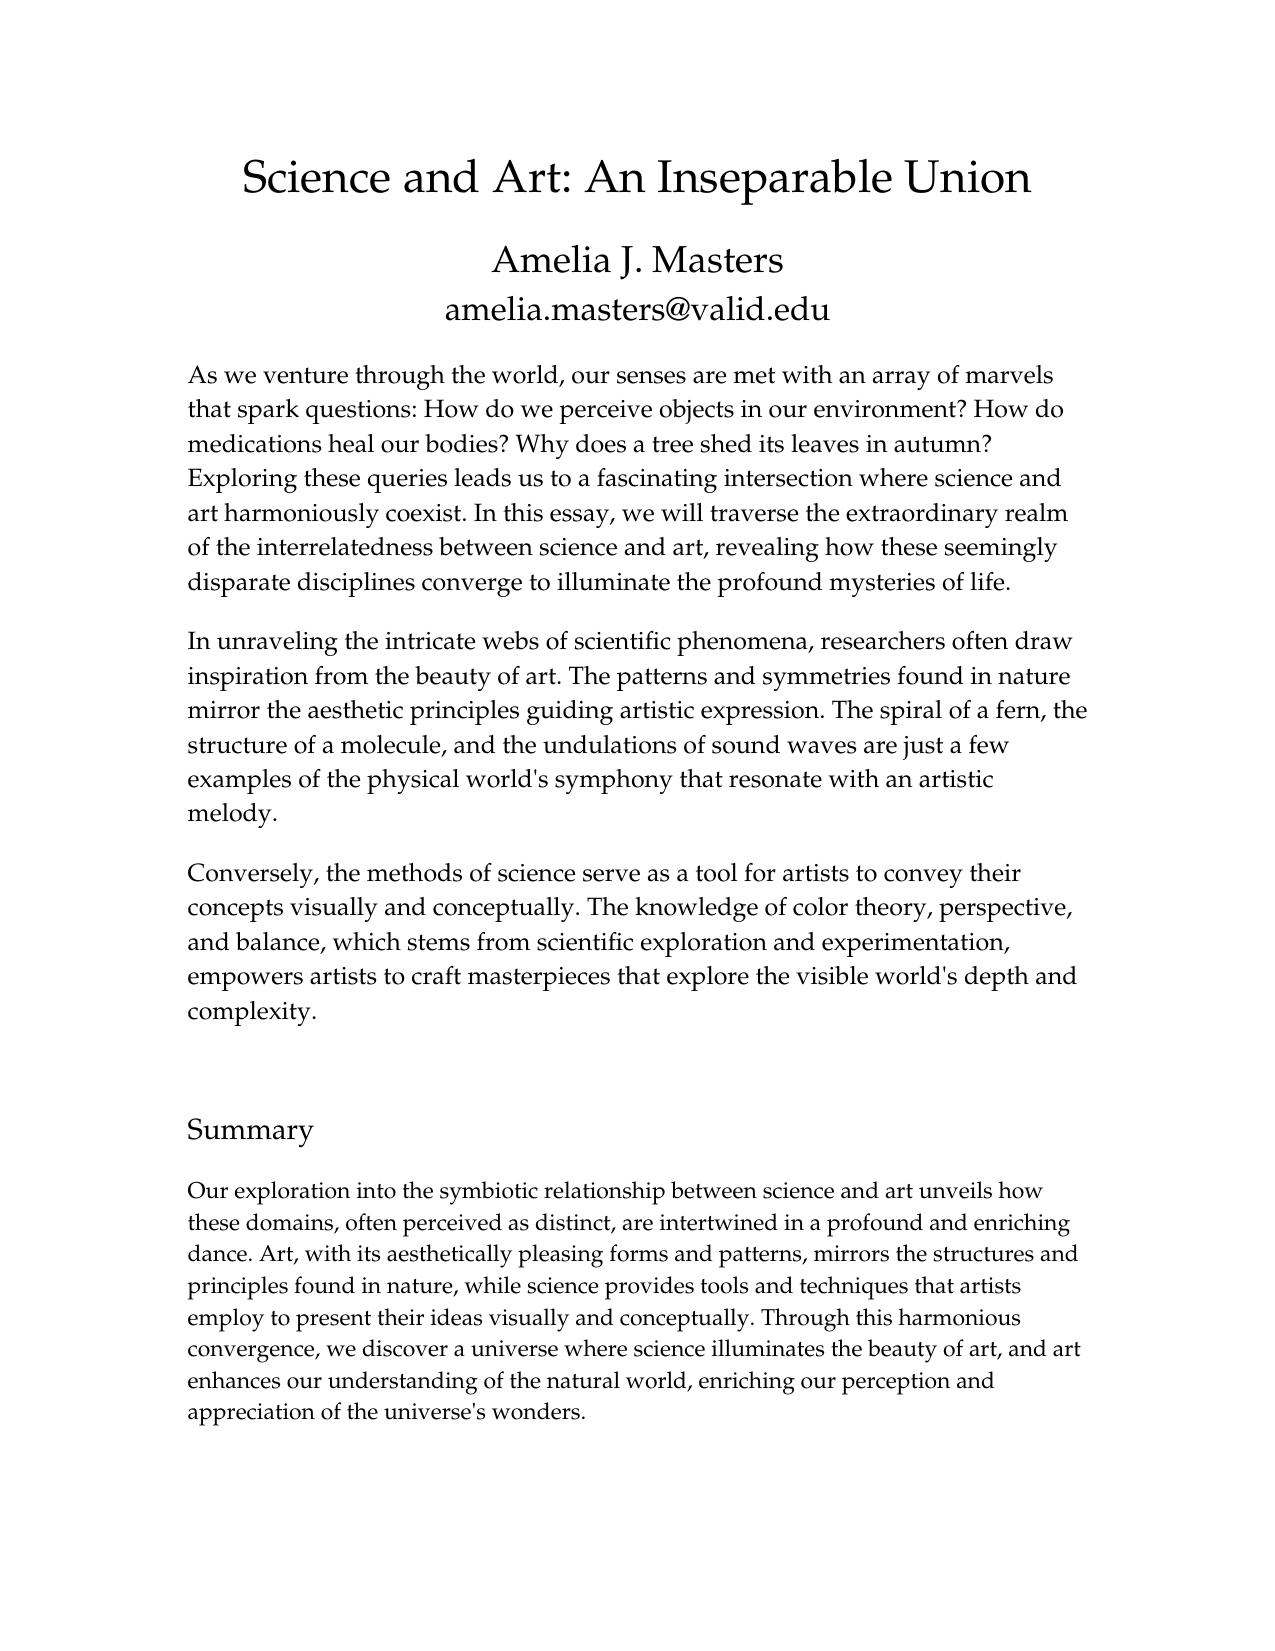 Science and Art: An Inseparable Union
Amelia J. Masters
amelia.masters@valid.edu
As we venture through the world, our senses are met with an array of marvels
that spark questions: How do we perceive objects in our environment? How do
medications heal our bodies? Why does a tree shed its leaves in autumn?
Exploring these queries leads us to a fascinating intersection where science and
art harmoniously coexist. In this essay, we will traverse the extraordinary realm
of the interrelatedness between science and art, revealing how these seemingly
disparate disciplines converge to illuminate the profound mysteries of life.
In unraveling the intricate webs of scientific phenomena, researchers often draw
inspiration from the beauty of art. The patterns and symmetries found in nature
mirror the aesthetic principles guiding artistic expression. The spiral of a fern, the
structure of a molecule, and the undulations of sound waves are just a few
examples of the physical world's symphony that resonate with an artistic
melody.
Conversely, the methods of science serve as a tool for artists to convey their
concepts visually and conceptually. The knowledge of color theory, perspective,
and balance, which stems from scientific exploration and experimentation,
empowers artists to craft masterpieces that explore the visible world's depth and
complexity.
Summary
Our exploration into the symbiotic relationship between science and art unveils how
these domains, often perceived as distinct, are intertwined in a profound and enriching
dance. Art, with its aesthetically pleasing forms and patterns, mirrors the structures and
principles found in nature, while science provides tools and techniques that artists
employ to present their ideas visually and conceptually. Through this harmonious
convergence, we discover a universe where science illuminates the beauty of art, and art
enhances our understanding of the natural world, enriching our perception and
appreciation of the universe's wonders.